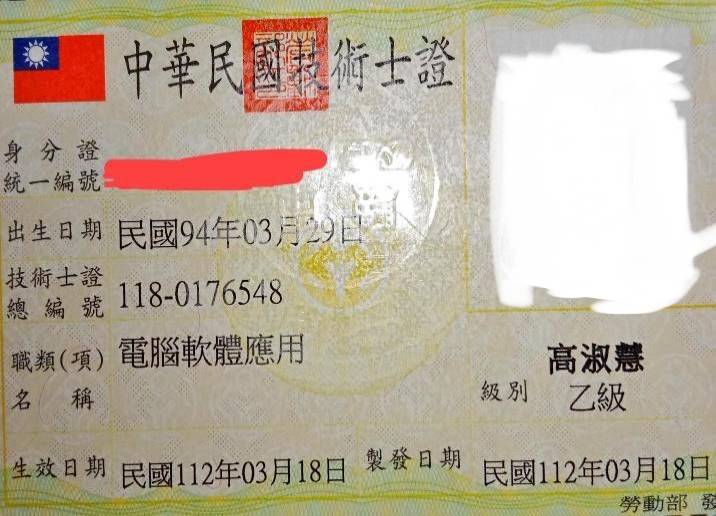 中華民國技術士證
身分證
統一編號
出生日期 民國94年03月29日
技術士證
總編號 118-0176548
職類(項)
名稱 電腦軟體應用
高淑慧
級別 乙級
生效日期 民國112年03月18日 製發日期 民國112年03月18日
勞動部 發